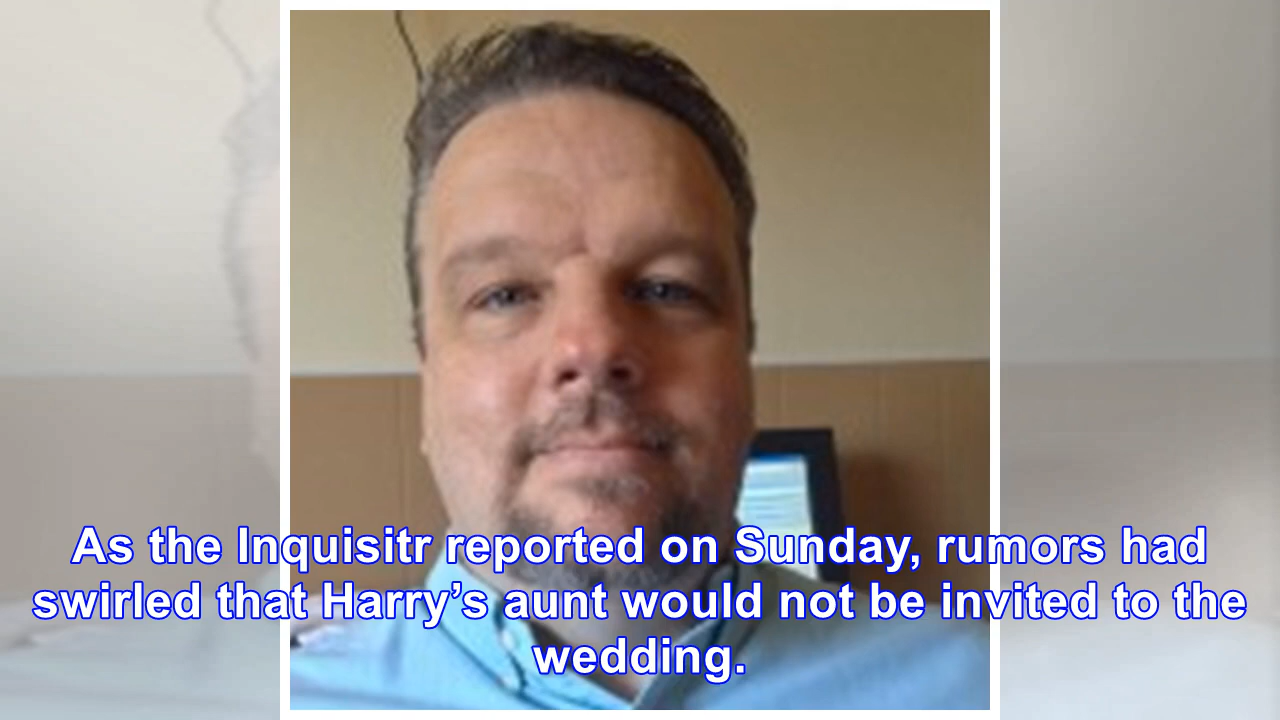 As the Inquisitr reported on Sunday, rumors had
swirled that Harry’s aunt would not be invited to the
wedding.